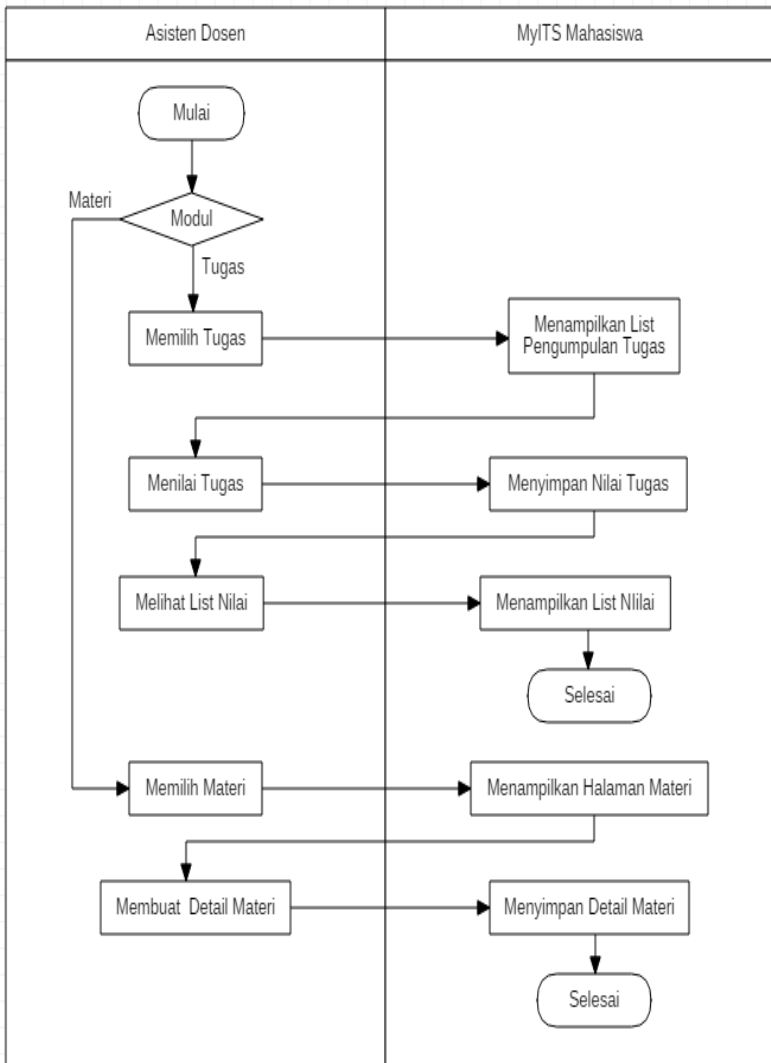 Asisten Dosen
MyITS Mahasiswa
Mulai
Materi
Modul
Tugas
Memilih Tugas
Menampilkan List
Pengumpulan Tugas
Menilai Tugas
Menyimpan Nilai Tugas
Melihat List Nilai
Menampilkan List NIilai
Selesai
Memilih Materi
Menampilkan Halaman Materi
Membuat  Detail Materi
Menyimpan Detail Materi
Selesai